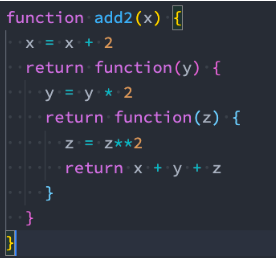 function add2(x) {
  x = x + 2
  return function(y) {
    y = y * 2
    return function(z) {
      z = z**2
      return x + y + z
    }
  }
}